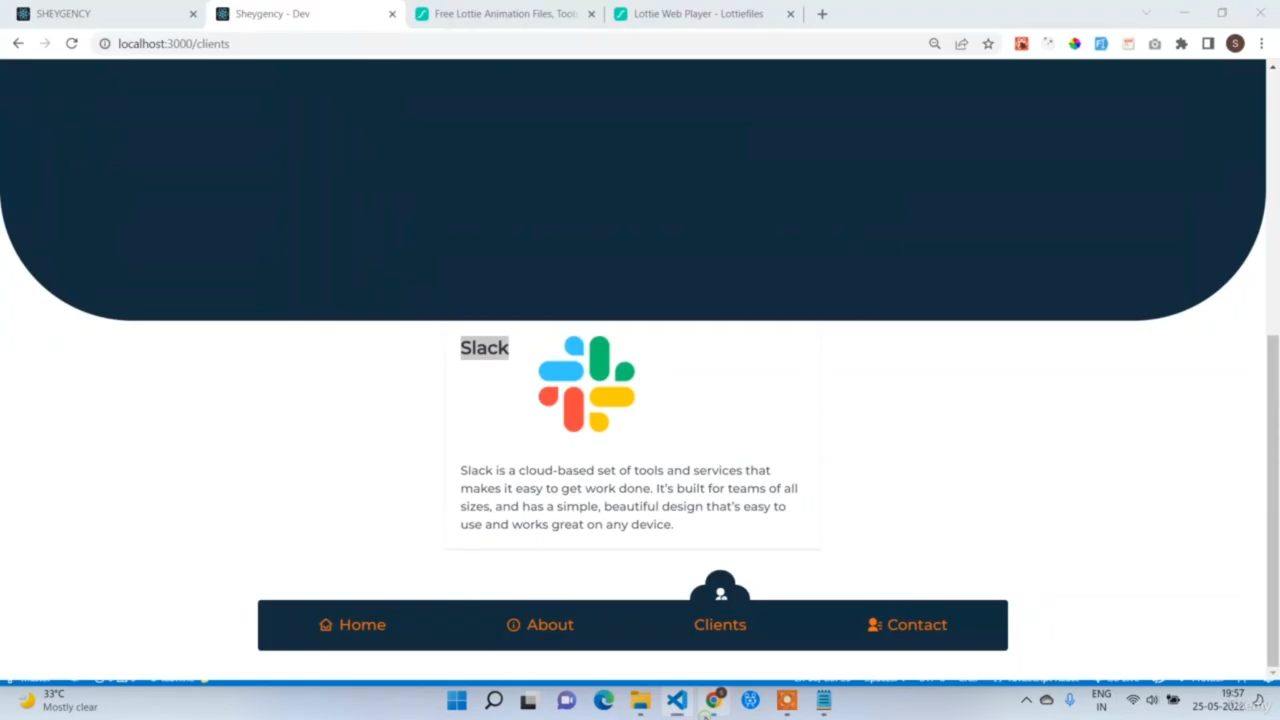 SHEYGENCY
Sheygency - Dev
Free Lottie Animation Files, Tools
Lottie Web Player - Lottiefiles
localhost:3000/clients
S
Slack
Slack is a cloud-based set of tools and services that
makes it easy to get work done. It's built for teams of all
sizes, and has a simple, beautiful design that's easy to
use and works great on any device.
Home
About
Clients
Contact
33°C
Mostly clear
ENG
IN
19:57
25-05-2022